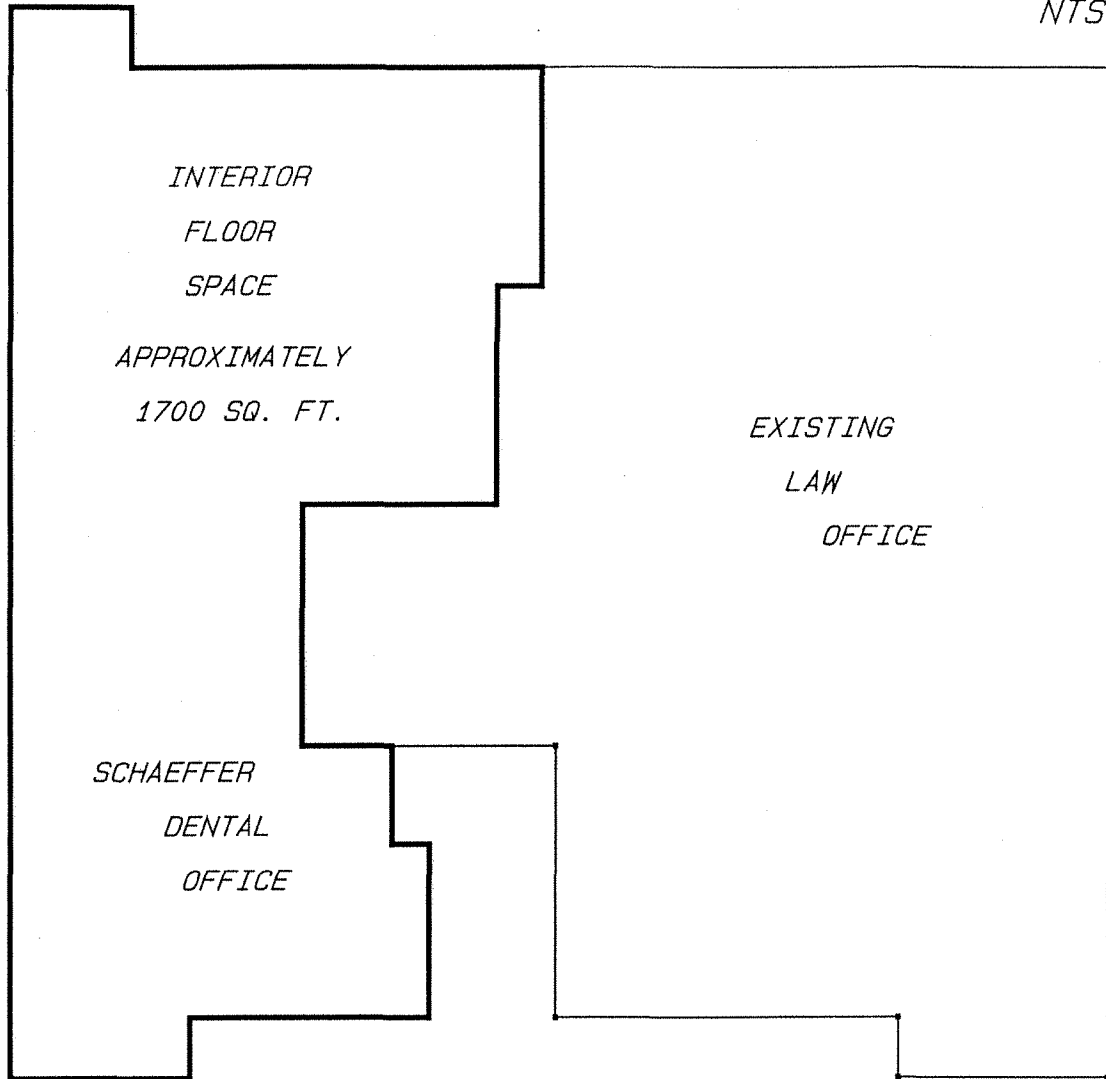 NTS
INTERIOR
FLOOR
SPACE
APPROXIMATELY
1700 SQ. FT.
EXISTING
LAW
OFFICE
SCHAEFFER
DENTAL
OFFICE